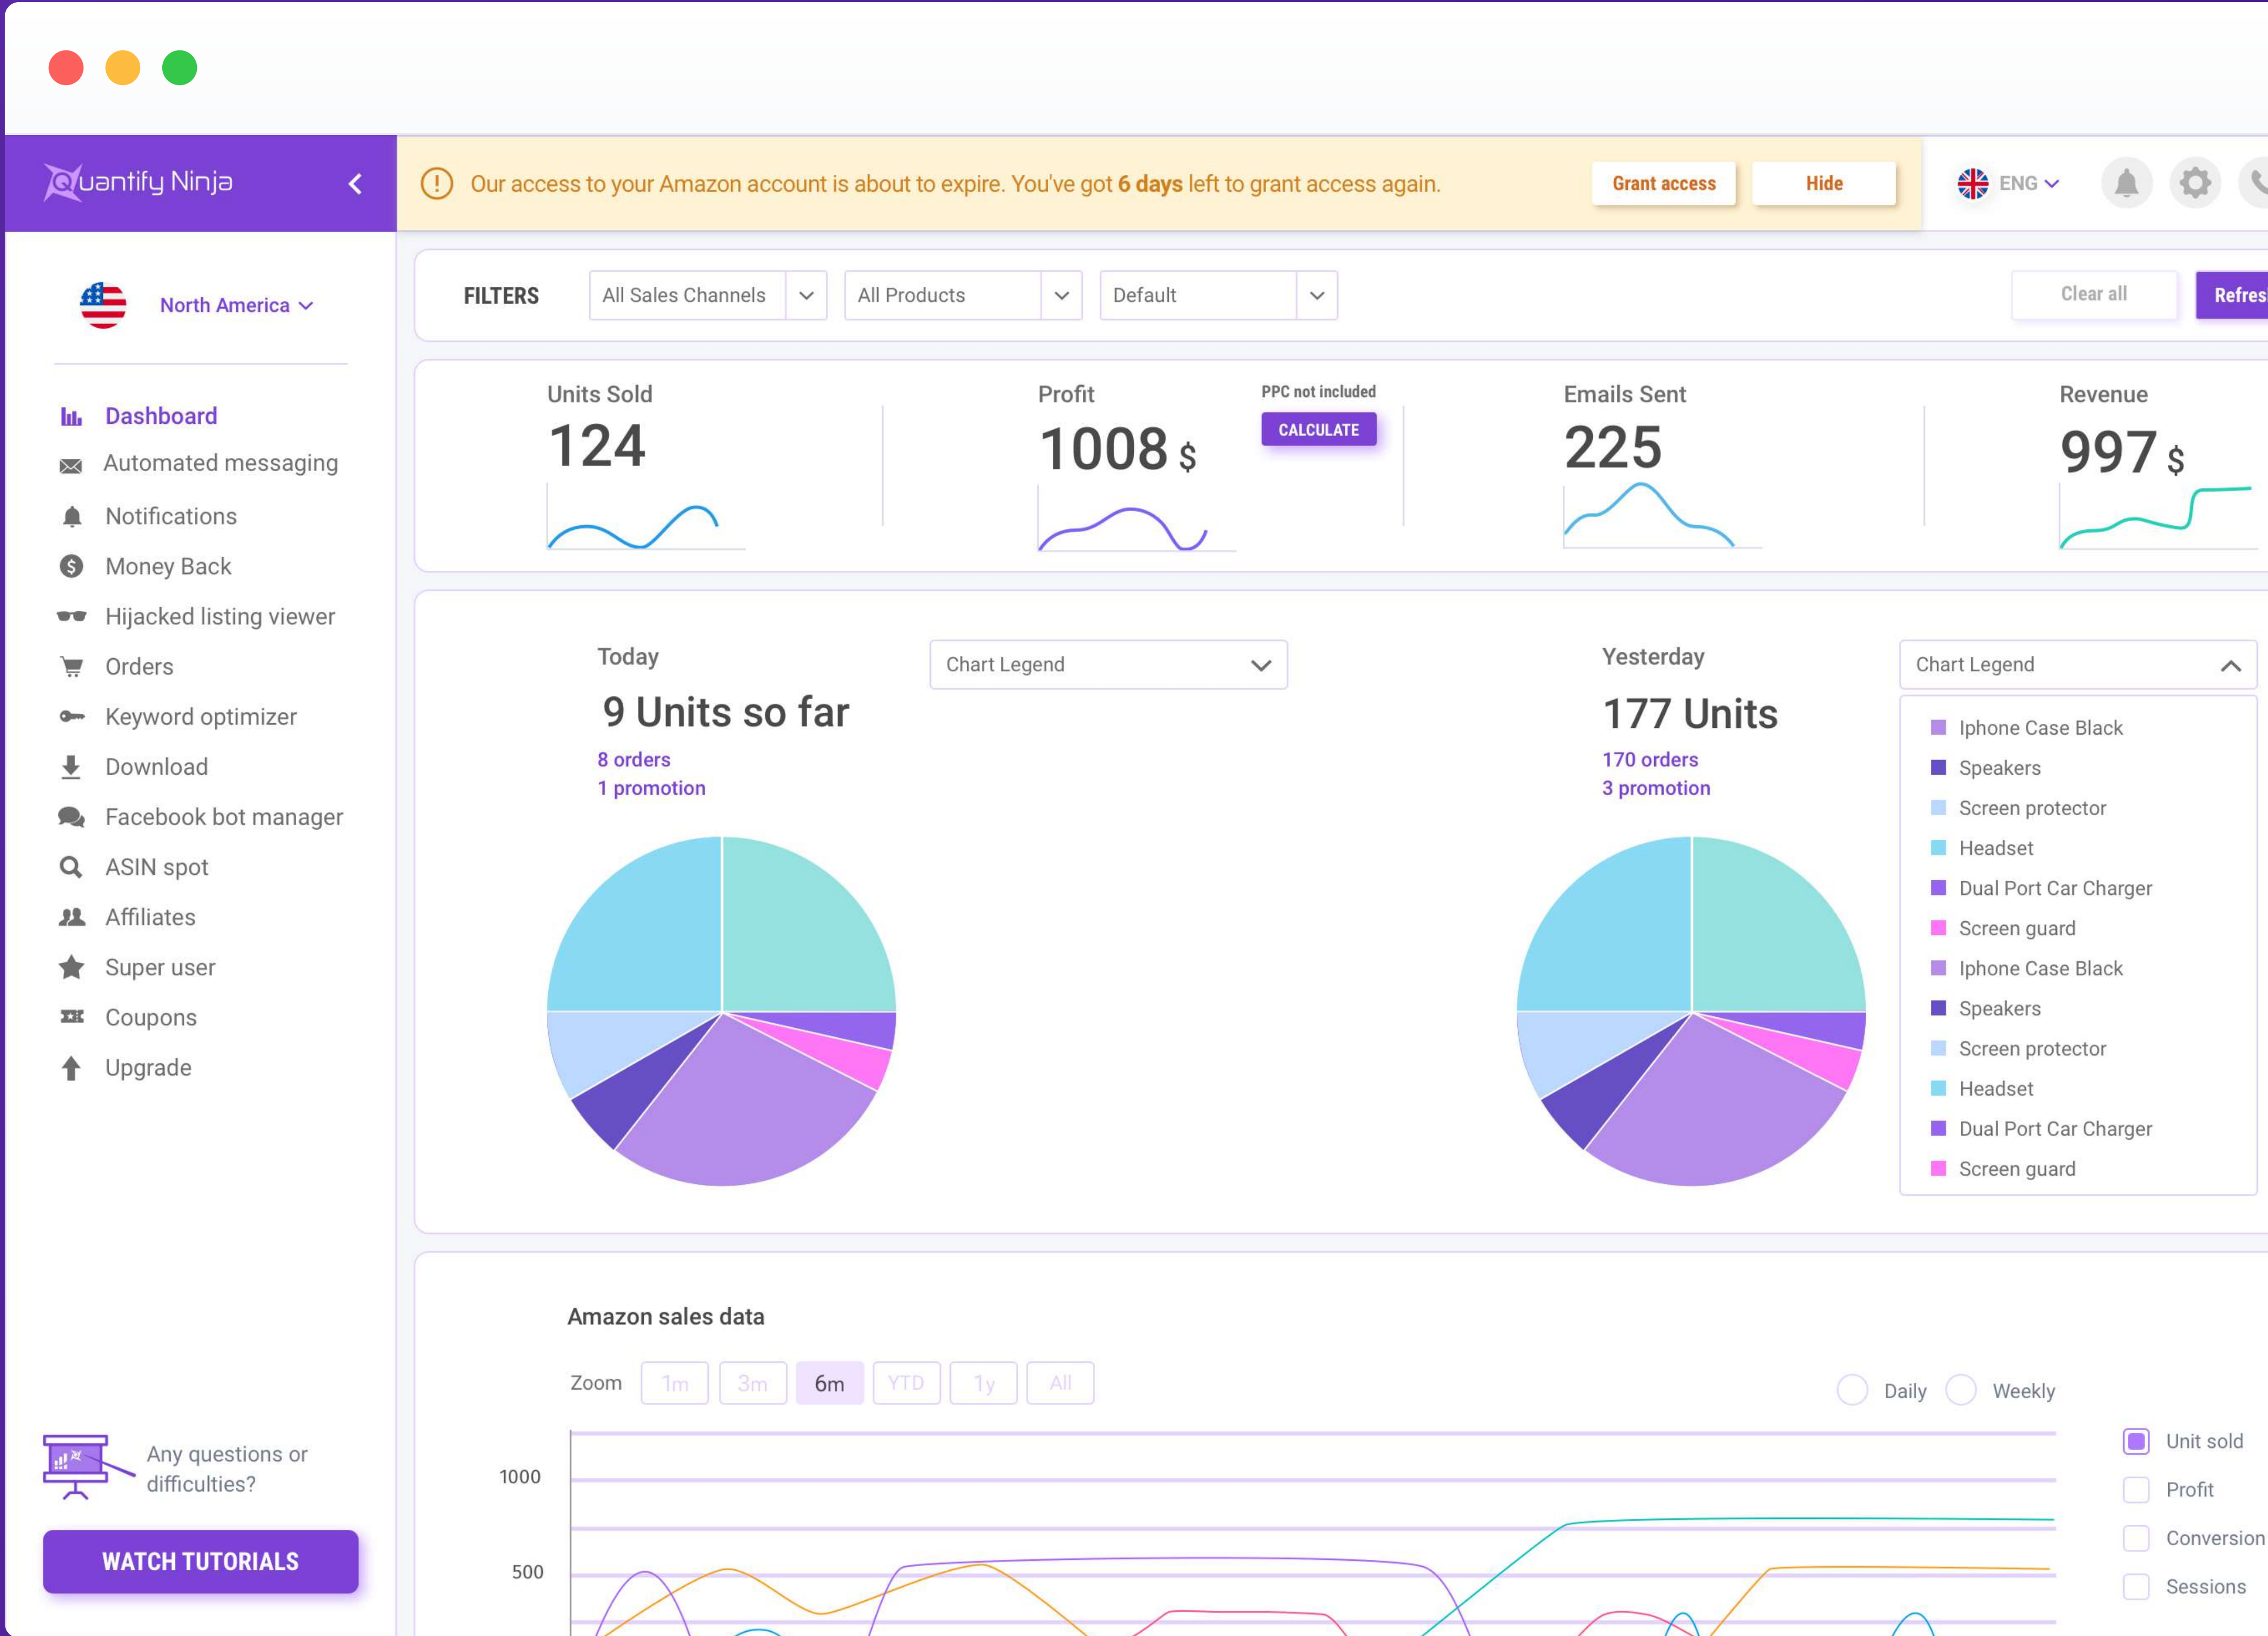 Quantify Ninja
Our access to your Amazon account is about to expire. You've got 6 days left to grant access again.
Grant access
Hide
ENG
North America
FILTERS
All Sales Channels
All Products
Default
Clear all
Units Sold
124
Profit
1008 $
PPC not included
CALCULATE
Emails Sent
225
Revenue
997 $
Dashboard
Automated messaging
Notifications
Money Back
Hijacked listing viewer
Orders
Keyword optimizer
Download
Facebook bot manager
ASIN spot
Affiliates
Super user
Coupons
Upgrade
Any questions or
difficulties?
WATCH TUTORIALS
Today
9 Units so far
8 orders
1 promotion
Chart Legend
Yesterday
177 Units
170 orders
3 promotion
Chart Legend
Iphone Case Black
Speakers
Screen protector
Headset
Dual Port Car Charger
Screen guard
Iphone Case Black
Speakers
Screen protector
Headset
Dual Port Car Charger
Screen guard
Amazon sales data
Zoom
1m
3m
6m
YTD
1y
All
Daily
Weekly
1000
500
Unit sold
Profit
Conversion
Sessions